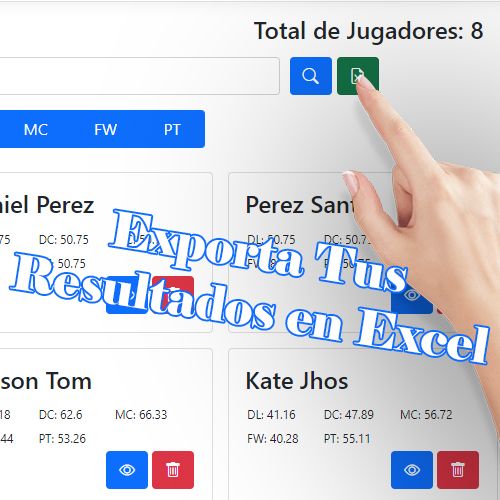 Total de Jugadores: 8
MC FW PT
niel Perez
Perez Sant
75 DC: 50.75
DL: 50.75 DC: 50.75
50.75
FW: 8
Exporta Tus
Resultados en Excel
son Tom
Kate Jhos
18 DC: 62.6 MC: 66.33
DL: 41.16 DC: 47.89 MC: 56.72
.44 PT: 53.26
FW: 40.28 PT: 55.11